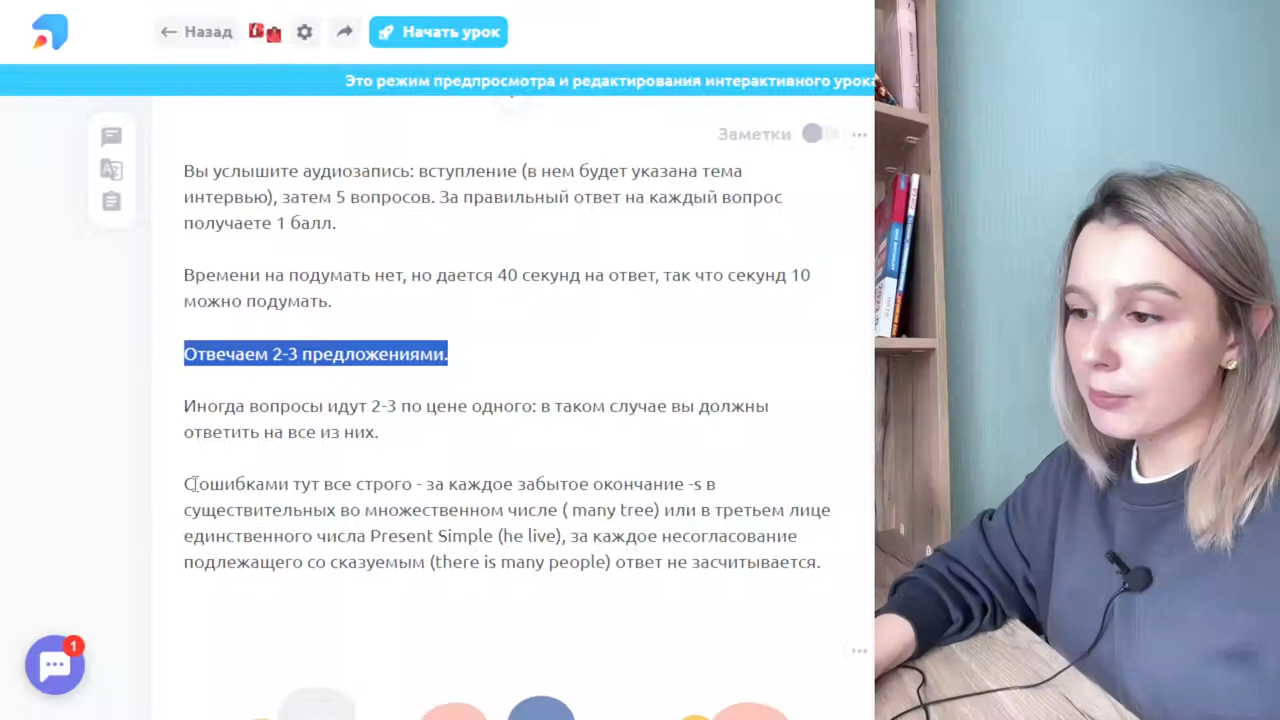 Назад
Начать урок
Это режим предпросмотра и редактирования интерактивного урока
Заметки
Вы услышите аудиозапись: вступление (в нем будет указана тема
интервью), затем 5 вопросов. За правильный ответ на каждый вопрос
получаете 1 балл.
Времени на подумать нет, но дается 40 секунд на ответ, так что секунд 10
можно подумать.
Отвечаем 2-3 предложениями.
Иногда вопросы идут 2-3 по цене одного: в таком случае вы должны
ответить на все из них.
С ошибками тут все строго - за каждое забытое окончание -s в
существительных во множественном числе ( many tree) или в третьем лице
единственного числа Present Simple (he live), за каждое несогласование
подлежащего со сказуемым (there is many people) ответ не засчитывается.
1